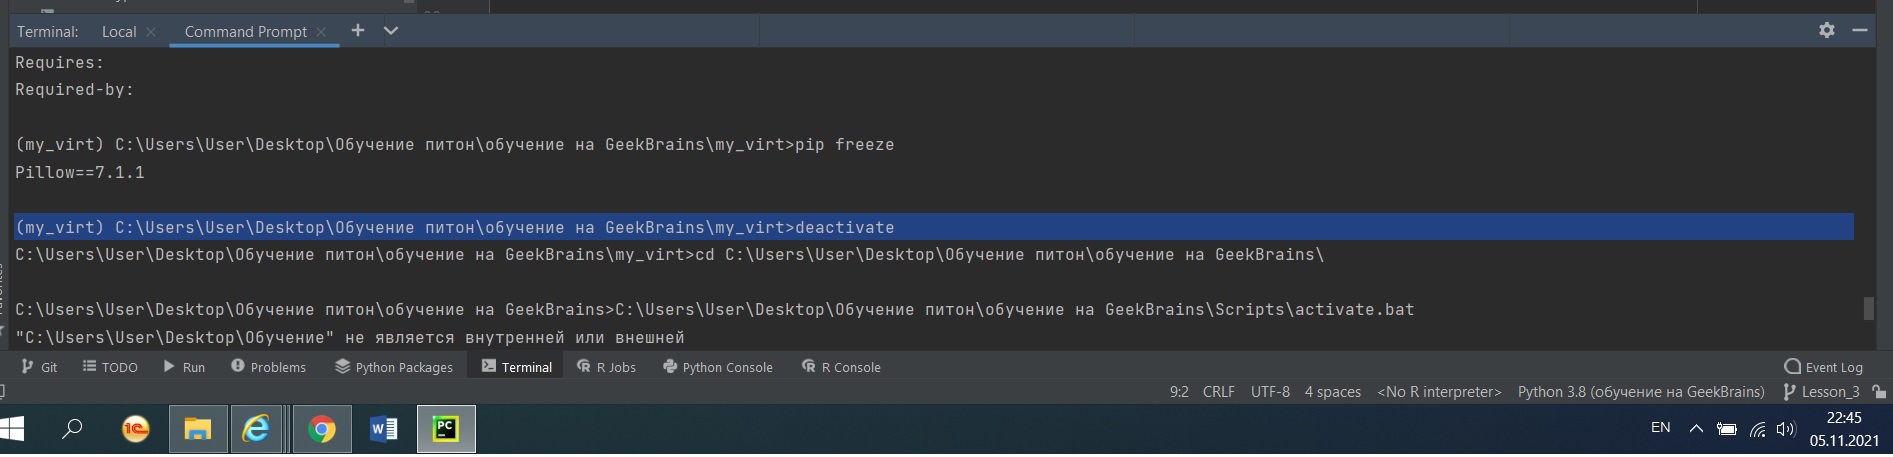 Terminal: Local Command Prompt
Requires:
Required-by:
(my_virt) C:\Users\User\Desktop\Обучение питон\обучение на GeekBrains\my_virt>pip freeze
Pillow==7.1.1
(my_virt) C:\Users\User\Desktop\Обучение питон\обучение на GeekBrains\my_virt>deactivate
C:\Users\User\Desktop\Обучение питон\обучение на GeekBrains\my_virt>cd C:\Users\User\Desktop\Обучение питон\обучение на GeekBrains\
C:\Users\User\Desktop\Обучение питон\обучение на GeekBrains>C:\Users\User\Desktop\Обучение питон\обучение на GeekBrains\Scripts\activate.bat
"C:\Users\User\Desktop\Обучение" не является внутренней или внешней
Git TODO Run Problems Python Packages Terminal R Jobs Python Console R Console Event Log
9:2 CRLF UTF-8 4 spaces <No R interpreter> Python 3.8 (обучение на GeekBrains) Lesson_3
EN 22:45
05.11.2021